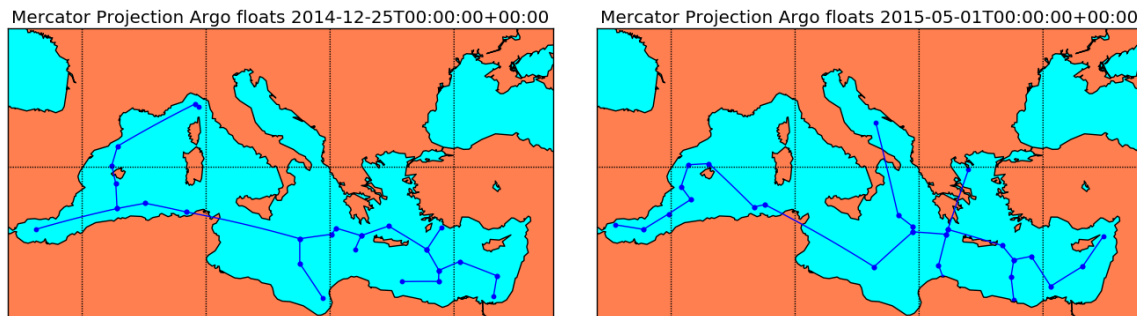 Mercator Projection Argo floats 2014-12-25T00:00:00+00:00
Mercator Projection Argo floats 2015-05-01T00:00:00+00:00